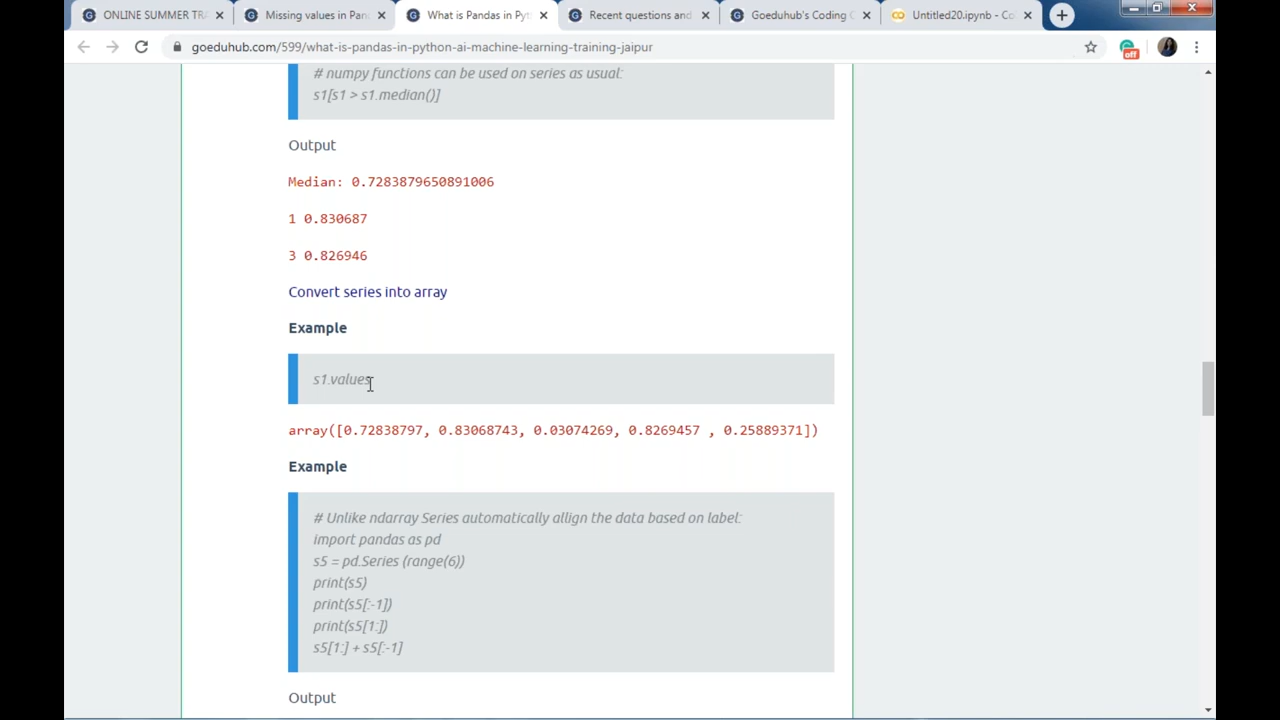 ONLINE SUMMER TRA
Missing values in Pan
What is Pandas in Pyt
Recent questions and
Goeduhub's Coding C
Untitled20.ipynb - Co
goeduhub.com/599/what-is-pandas-in-python-ai-machine-learning-training-jaipur
off
# numpy functions can be used on series as usual:
s1[s1 > s1.median()]
Output
Median: 0.7283879650891006
1 0.830687
3 0.826946
Convert series into array
Example
s1.values
array([0.72838797, 0.83068743, 0.03074269, 0.8269457 , 0.25889371])
Example
# Unlike ndarray Series automatically allign the data based on label:
import pandas as pd
s5 = pd.Series (range(6))
print(s5)
print(s5[:-1])
print(s5[1:])
s5[1:] + s5[:-1]
Output